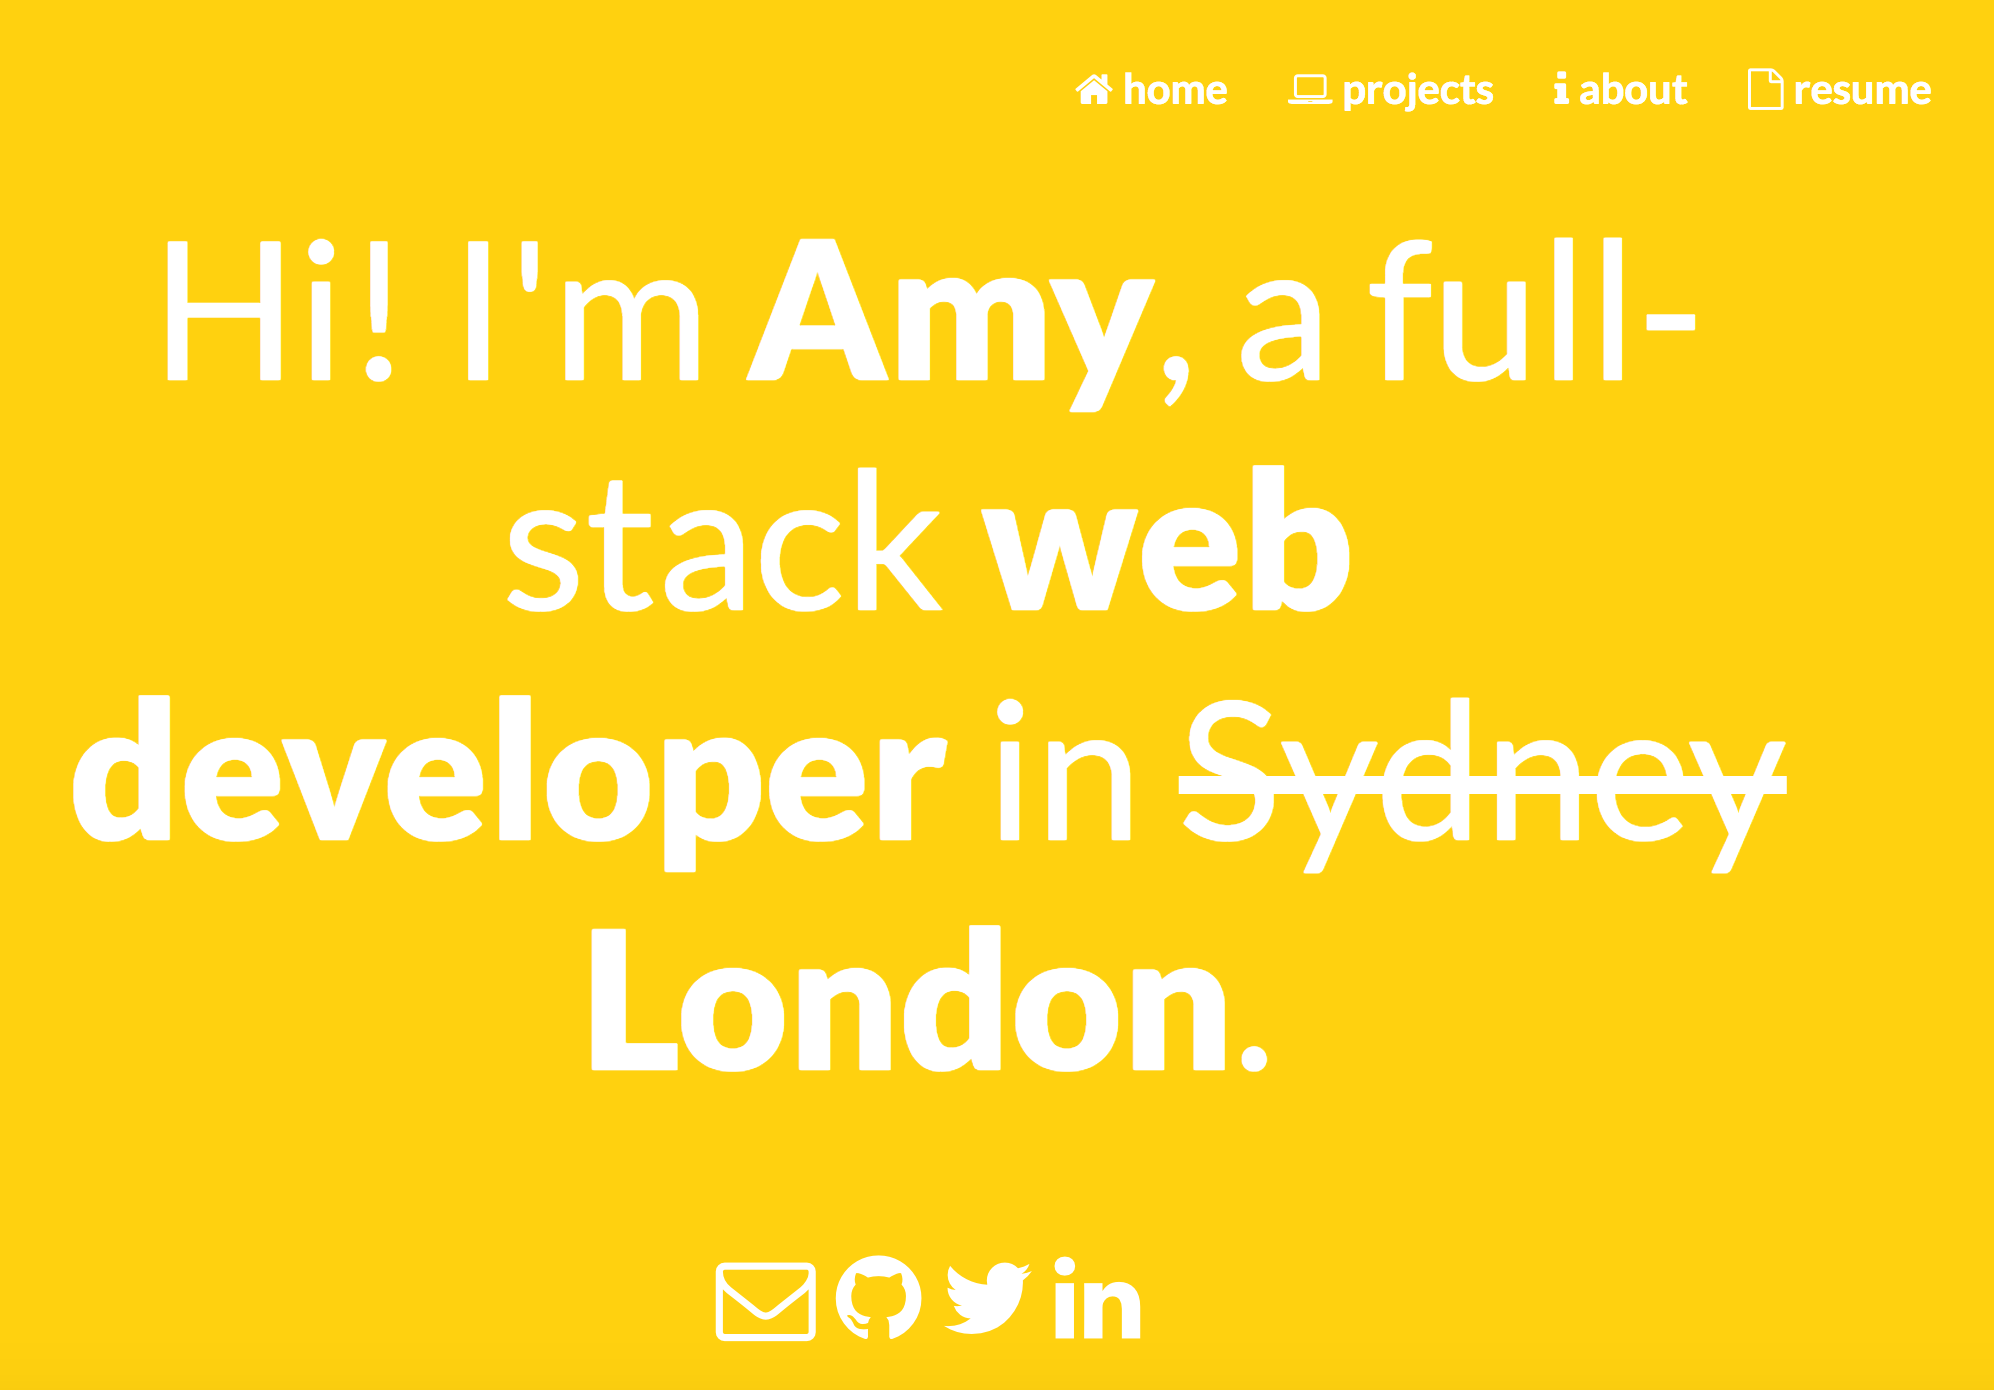 home projects about resume
Hi! I'm Amy, a full-
stack web
developer in Sydney
London.
in